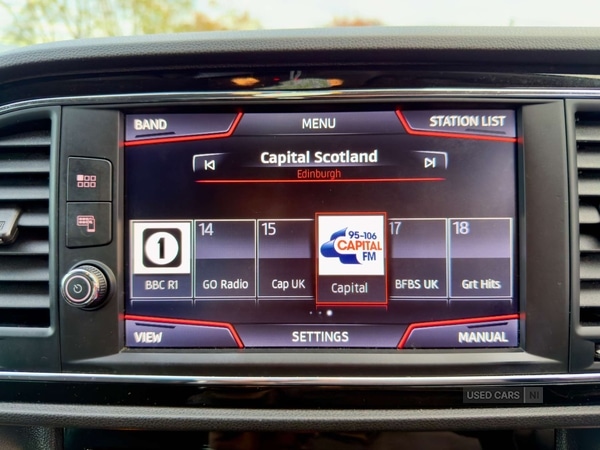 BAND MENU STATION LIST
Capital Scotland
Edinburgh
1 14 15 95-106 CAPITAL FM 17 18
BBC R1 GO Radio Cap UK Capital BFBS UK Grt Hits
VIEW SETTINGS MANUAL
USED CARS NI